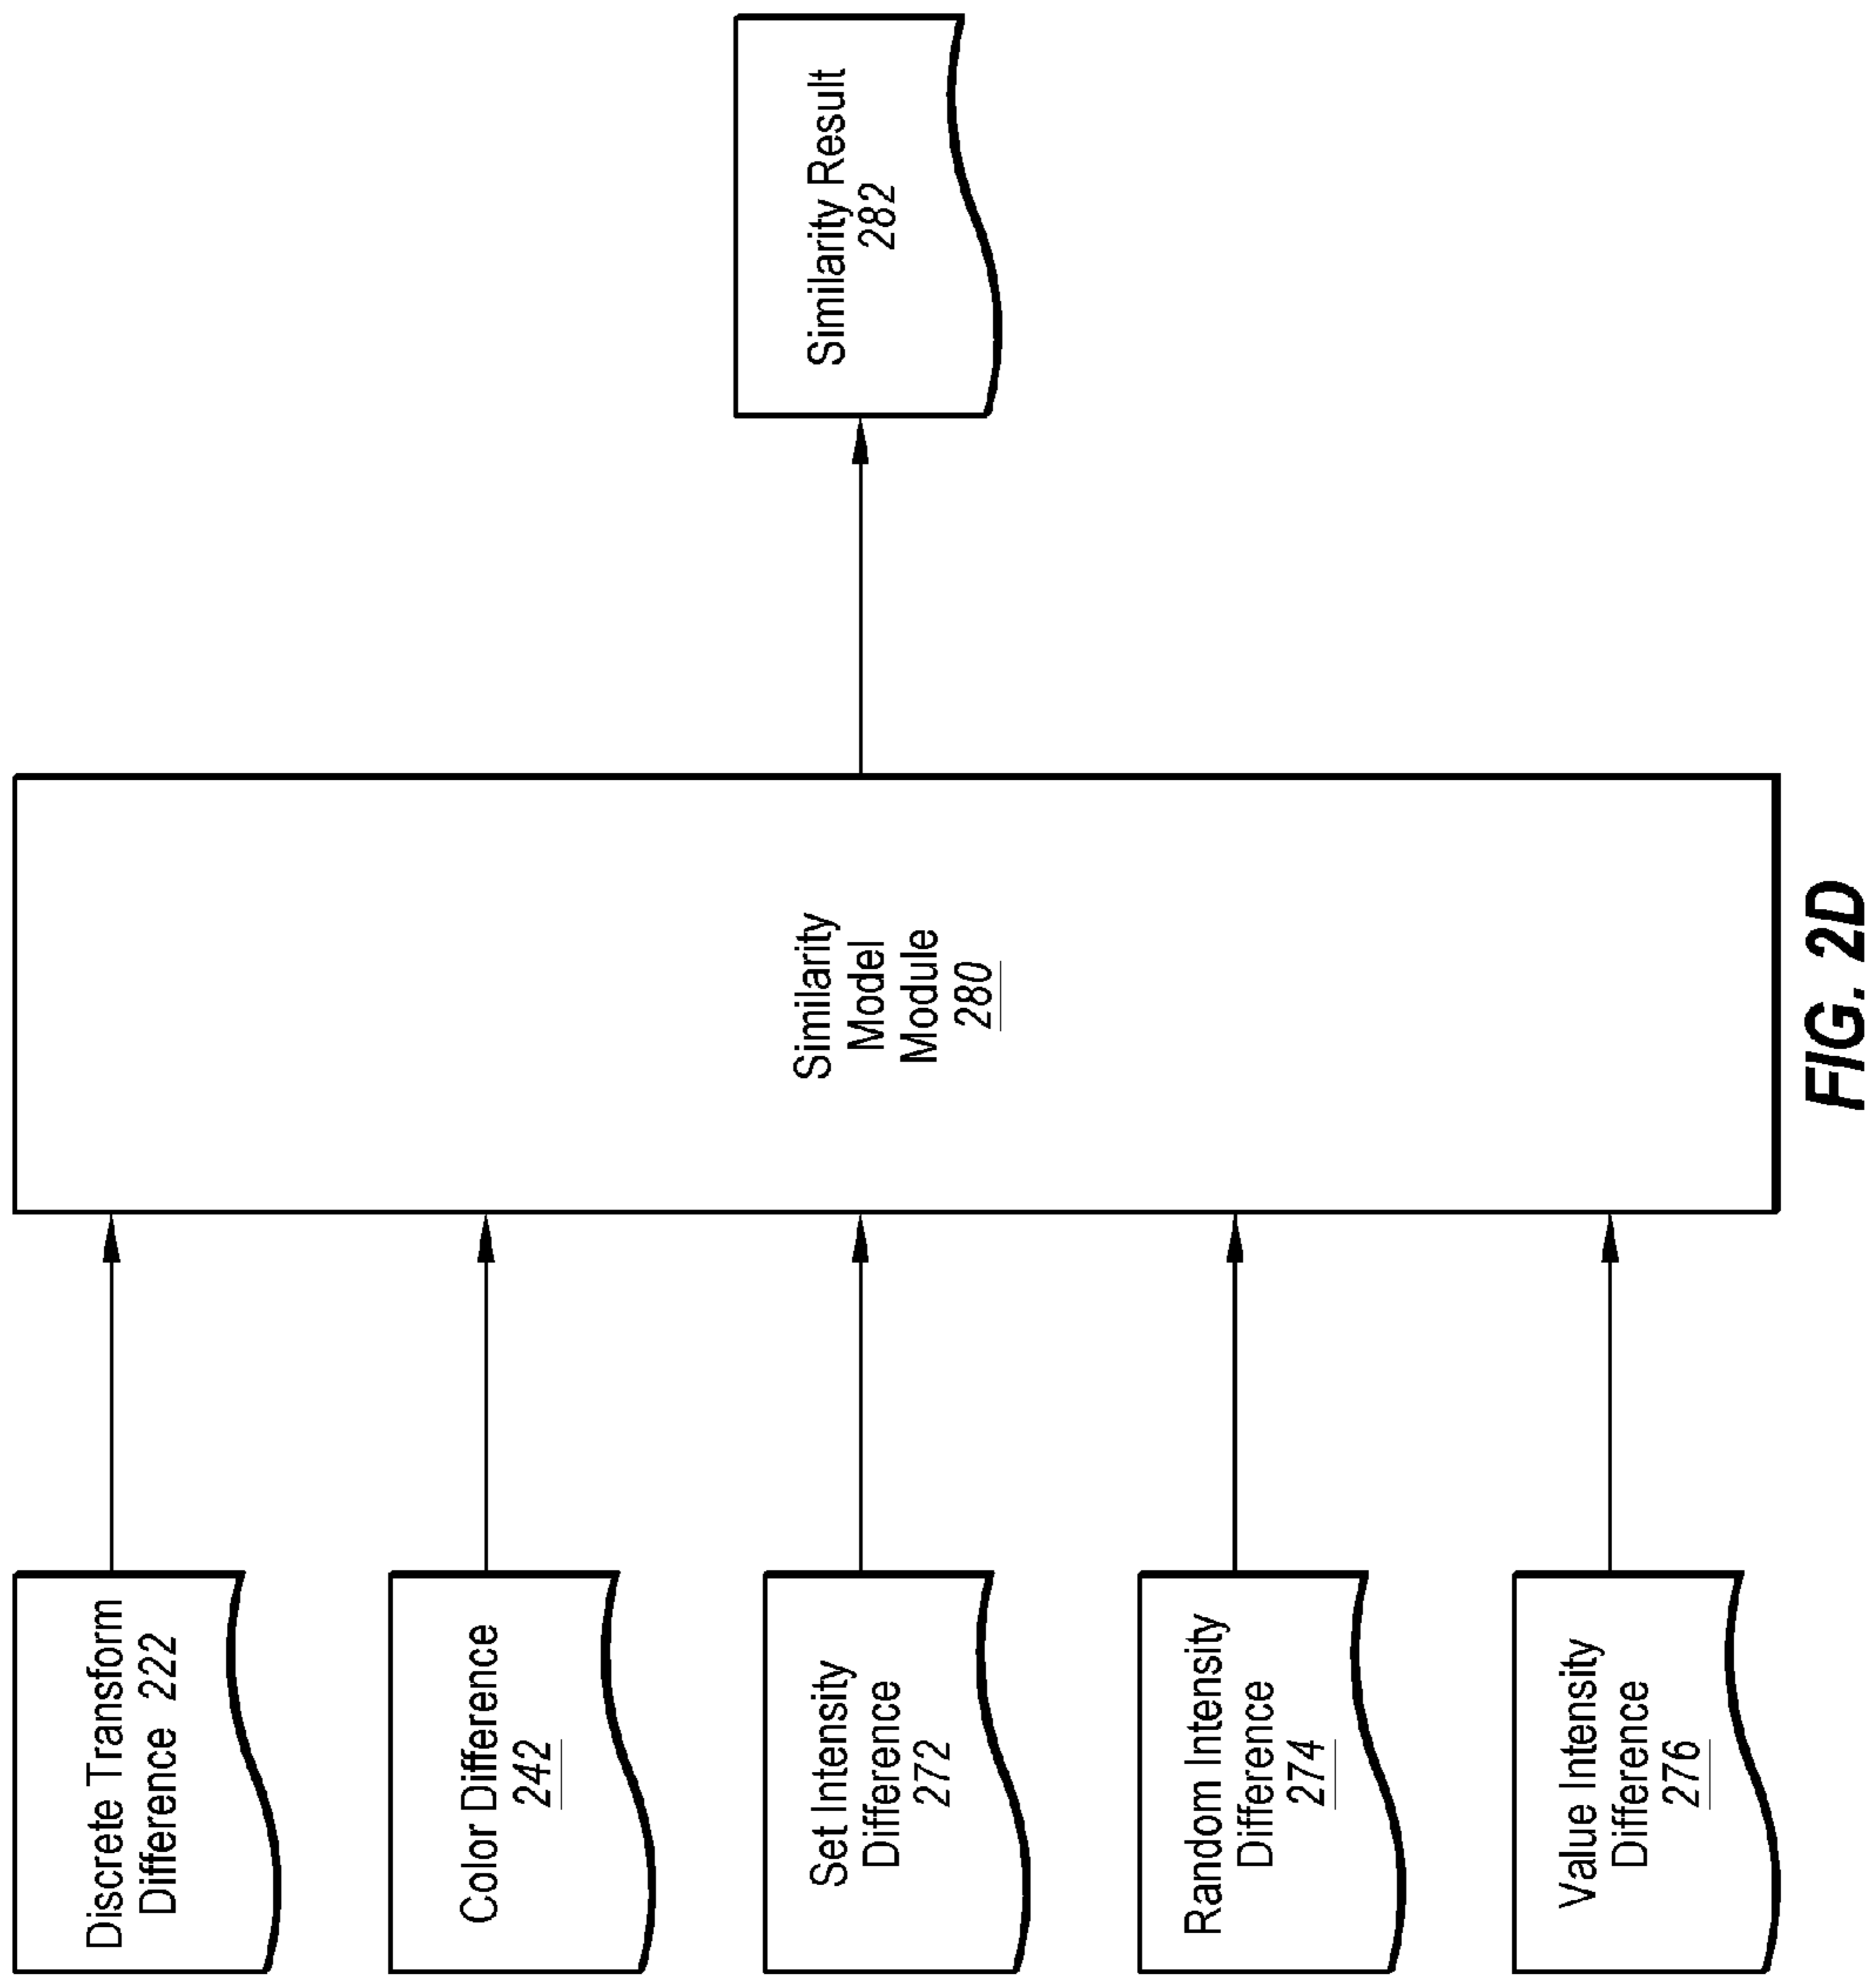 Discrete Transform
Difference 222
Color Difference
242
Set Intensity
Difference
272
Random Intensity
Difference
274
Value Intensity
Difference
276
Similarity
Model
Module
280
Similarity Result
282
FIG. 2D